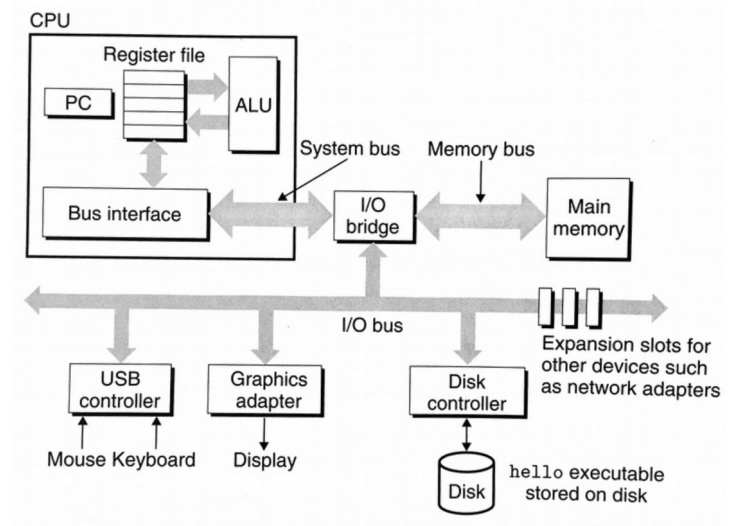 CPU
Register file
PC
ALU
System bus
Memory bus
Bus interface
I/O
bridge
Main
memory
I/O bus
Expansion slots for
other devices such
as network adapters
USB
controller
Graphics
adapter
Disk
controller
Mouse Keyboard
Display
Disk
hello executable
stored on disk